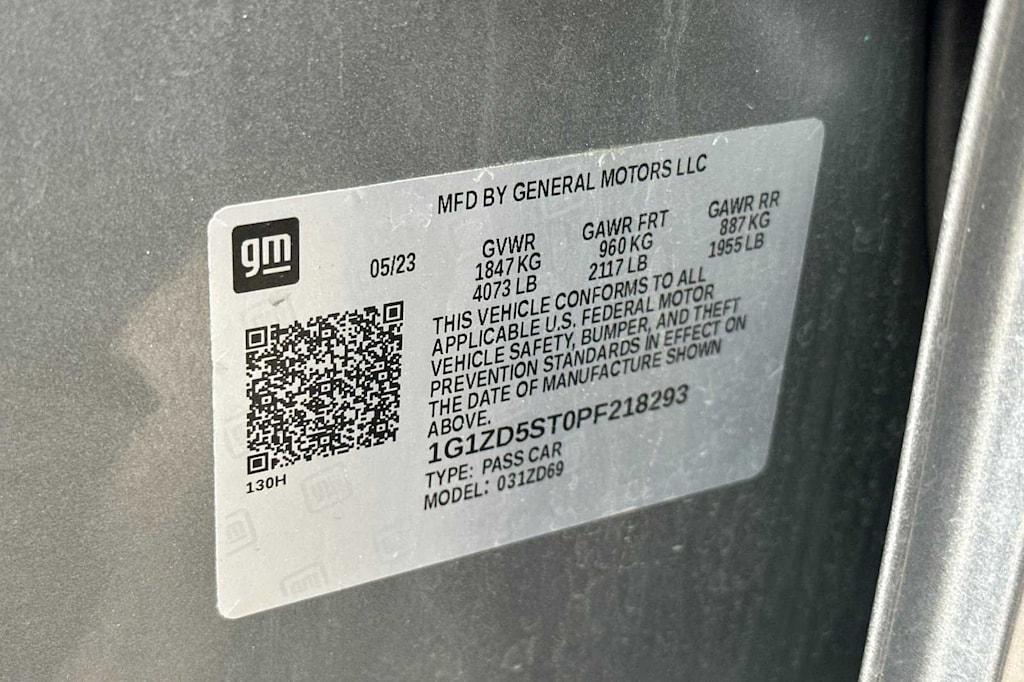 MFD BY GENERAL MOTORS LLC
gm
05/23
GVWR
1847 KG
4073 LB
GAWR FRT
960 KG
2117 LB
GAWR RR
887 KG
1955 LB
THIS VEHICLE CONFORMS TO ALL
APPLICABLE U.S. FEDERAL MOTOR
VEHICLE SAFETY, BUMPER, AND THEFT
PREVENTION STANDARDS IN EFFECT ON
THE DATE OF MANUFACTURE SHOWN
ABOVE.
1G1ZD5ST0PF218293
TYPE: PASS CAR
MODEL: 031ZD69
130H